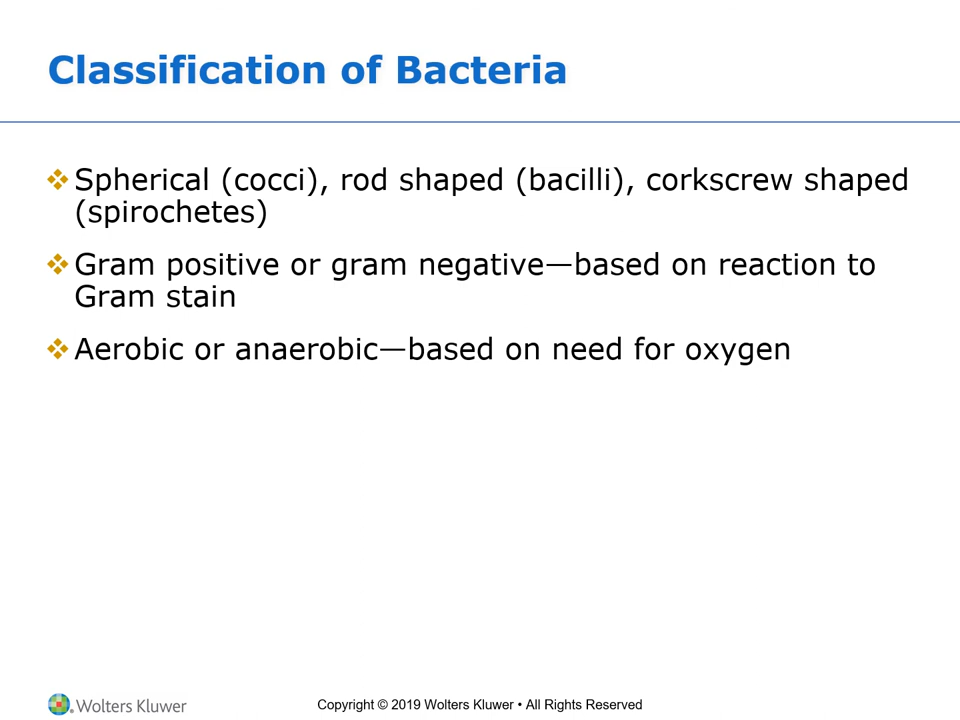 Classification of Bacteria
❖Spherical (cocci), rod shaped (bacilli), corkscrew shaped
(spirochetes)
❖Gram positive or gram negative—based on reaction to
Gram stain
❖Aerobic or anaerobic—based on need for oxygen
Wolters Kluwer
Copyright © 2019 Wolters Kluwer • All Rights Reserved